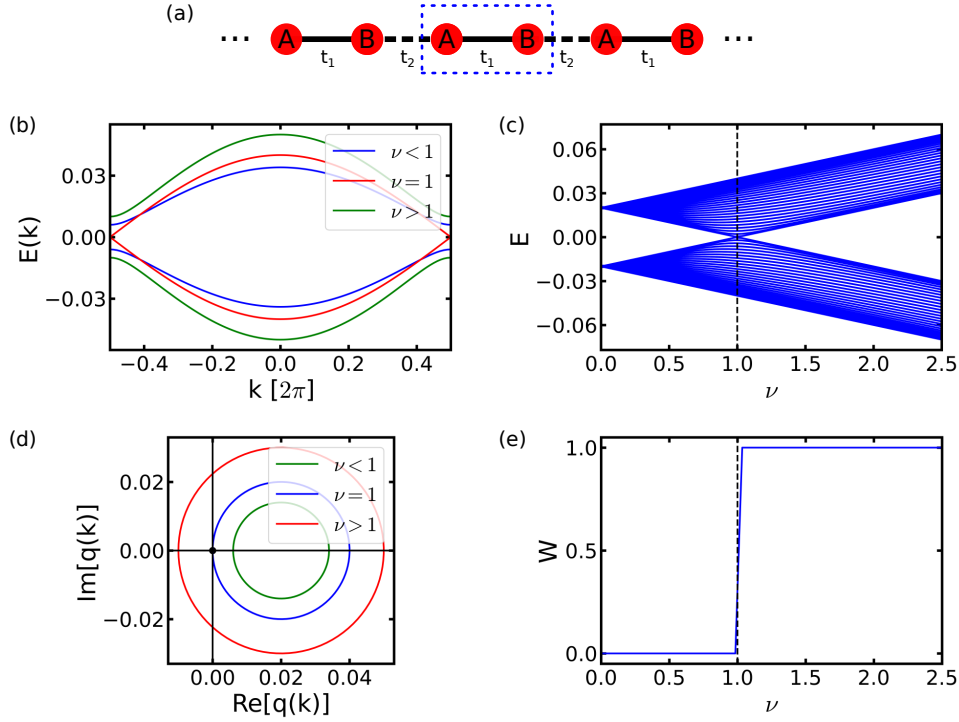 (a)
... A B A B A B ...
t₁ t₂ t₁ t₂ t₁
(b)
E(k)
0.03
0.00
−0.03
−0.4 −0.2 0.0 0.2 0.4
k [2π]
ν < 1
ν = 1
ν > 1
(c)
E
0.06
0.03
0.00
−0.03
−0.06
0.0 0.5 1.0 1.5 2.0 2.5
ν
(d)
Im[q(k)]
0.02
0.00
−0.02
0.00 0.02 0.04
Re[q(k)]
ν < 1
ν = 1
ν > 1
(e)
W
1.0
0.5
0.0
0.0 0.5 1.0 1.5 2.0 2.5
ν